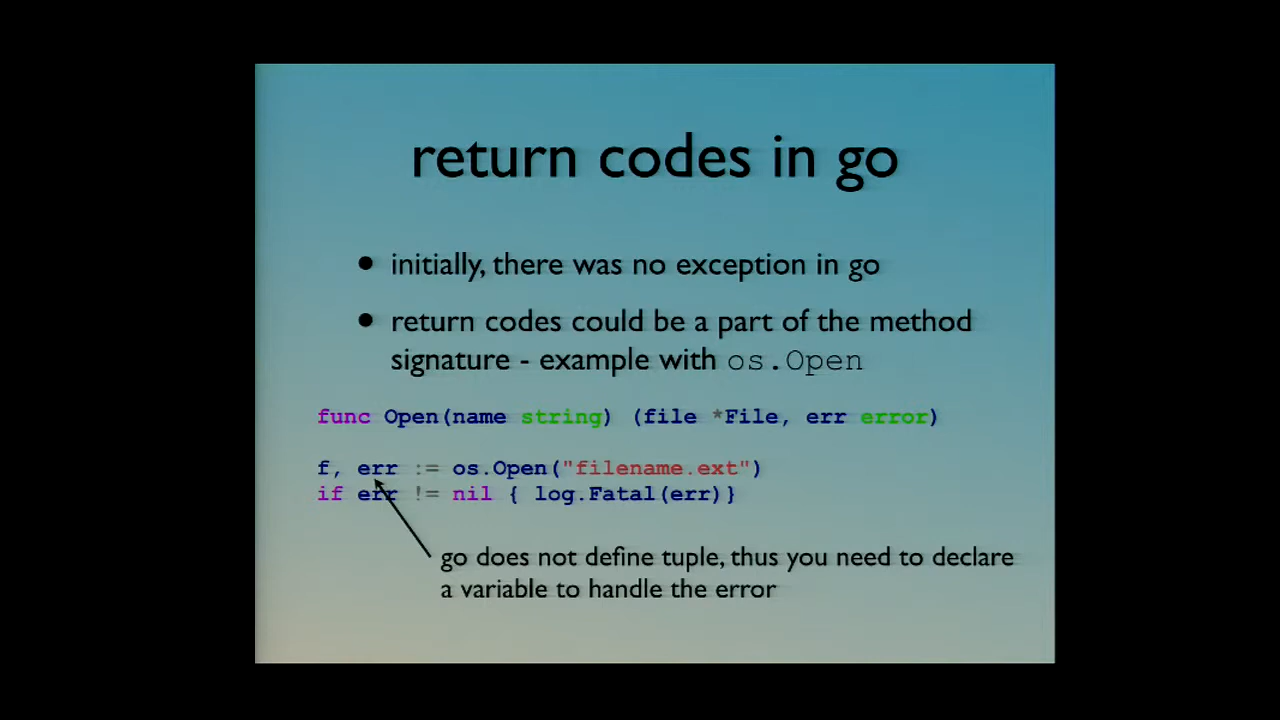 return codes in go
• initially, there was no exception in go
• return codes could be a part of the method
signature - example with os.Open
func Open(name string) (file *File, err error)
f, err := os.Open("filename.ext")
if err != nil { log.Fatal(err)}
go does not define tuple, thus you need to declare
a variable to handle the error